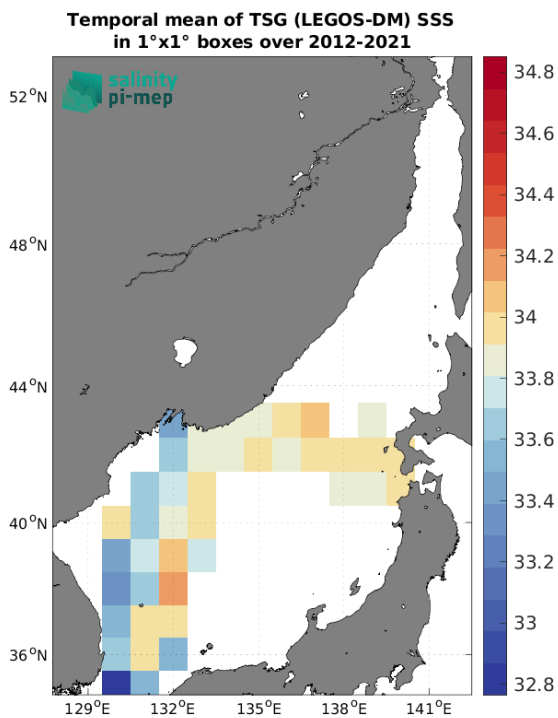 Temporal mean of TSG (LEGOS-DM) SSS
in 1°x1° boxes over 2012-2021
salinity
pi-mep
52°N
48°N
44°N
40°N
36°N
129°E
132°E
135°E
138°E
141°E
34.8
34.6
34.4
34.2
34
33.8
33.6
33.4
33.2
33
32.8